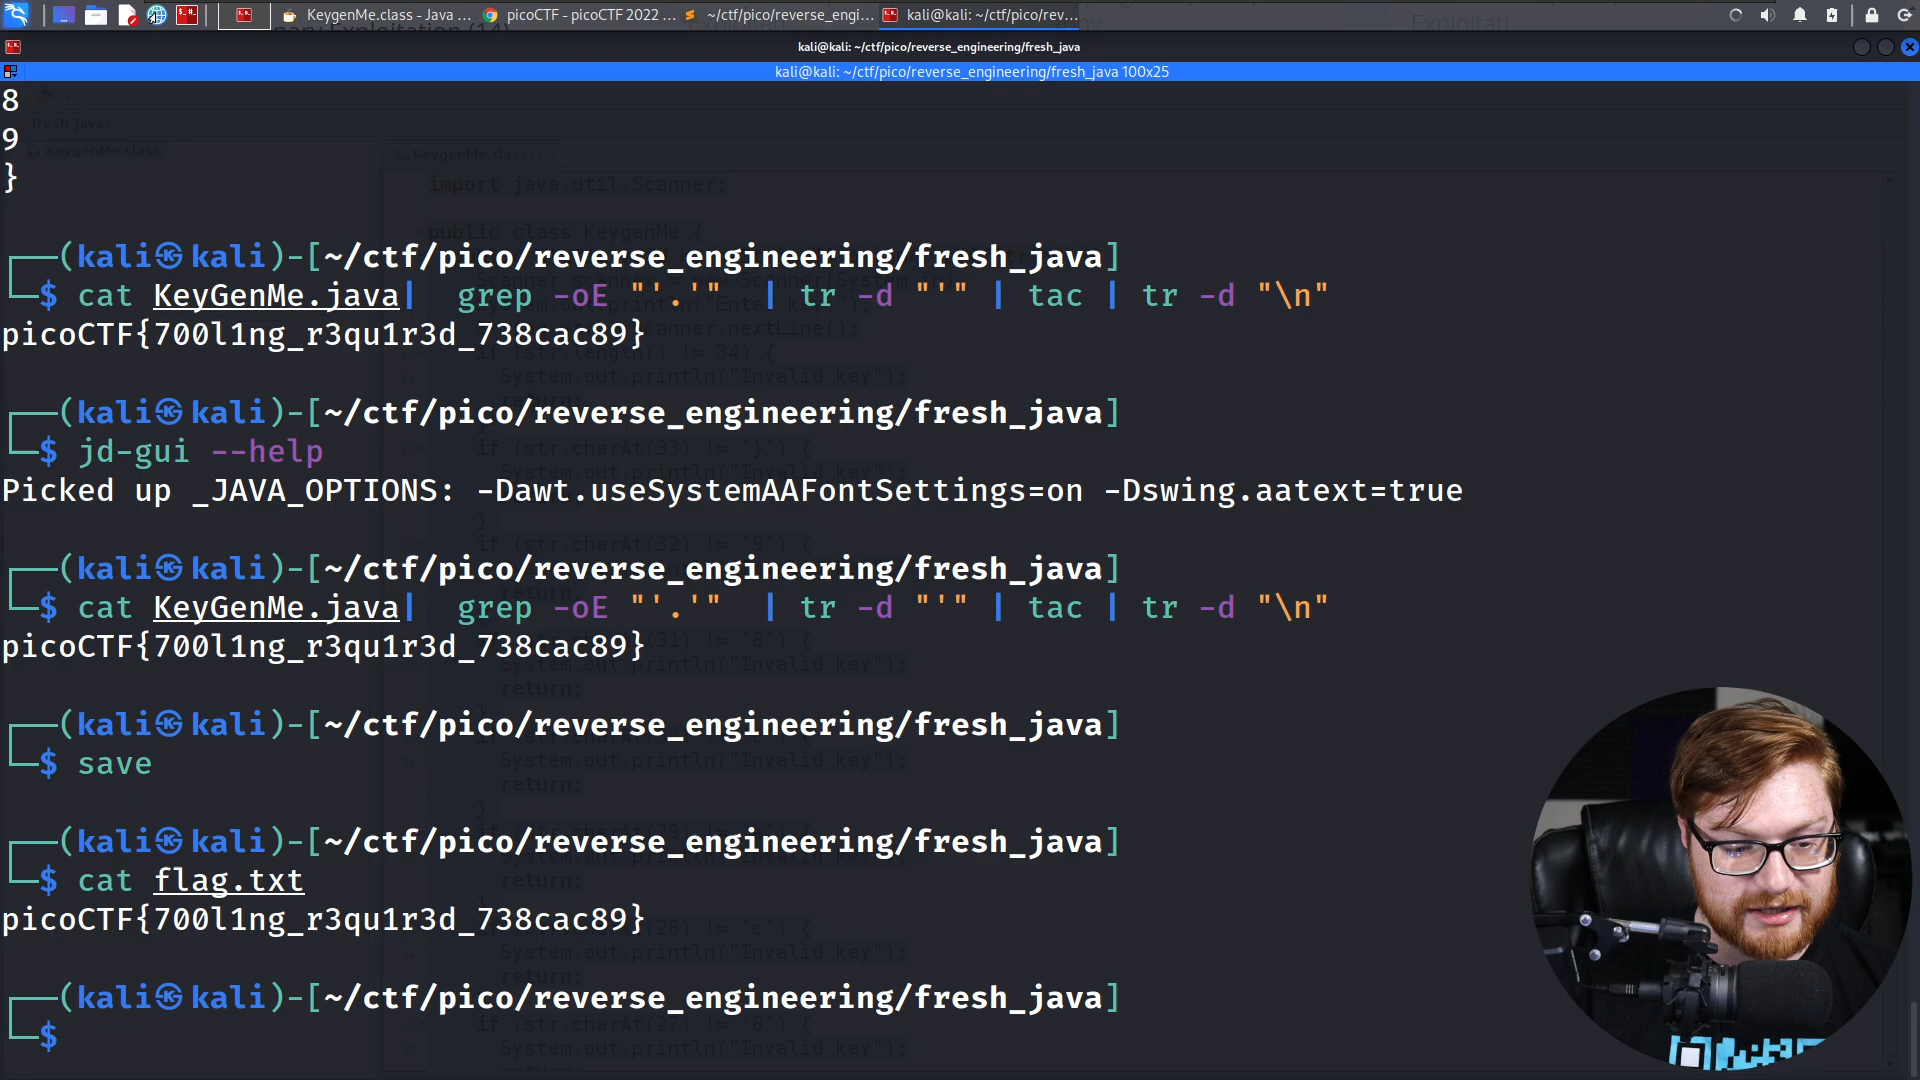 KeygenMe.class - Java ...
picoCTF - picoCTF 2022 ...
~/ctf/pico/reverse_engi...
kali@kali: ~/ctf/pico/rev...
kali@kali: ~/ctf/pico/reverse_engineering/fresh_java
kali@kali: ~/ctf/pico/reverse_engineering/fresh_java 100x25
8
9
}
┌──(kali㉿kali)-[~/ctf/pico/reverse_engineering/fresh_java]
└─$ cat KeyGenMe.java|  grep -oE "'.'"  | tr -d "'" | tac | tr -d "\n"
picoCTF{700l1ng_r3qu1r3d_738cac89}
┌──(kali㉿kali)-[~/ctf/pico/reverse_engineering/fresh_java]
└─$ jd-gui --help
Picked up _JAVA_OPTIONS: -Dawt.useSystemAAFontSettings=on -Dswing.aatext=true
┌──(kali㉿kali)-[~/ctf/pico/reverse_engineering/fresh_java]
└─$ cat KeyGenMe.java|  grep -oE "'.'"  | tr -d "'" | tac | tr -d "\n"
picoCTF{700l1ng_r3qu1r3d_738cac89}
┌──(kali㉿kali)-[~/ctf/pico/reverse_engineering/fresh_java]
└─$ save
┌──(kali㉿kali)-[~/ctf/pico/reverse_engineering/fresh_java]
└─$ cat flag.txt
picoCTF{700l1ng_r3qu1r3d_738cac89}
┌──(kali㉿kali)-[~/ctf/pico/reverse_engineering/fresh_java]
└─$